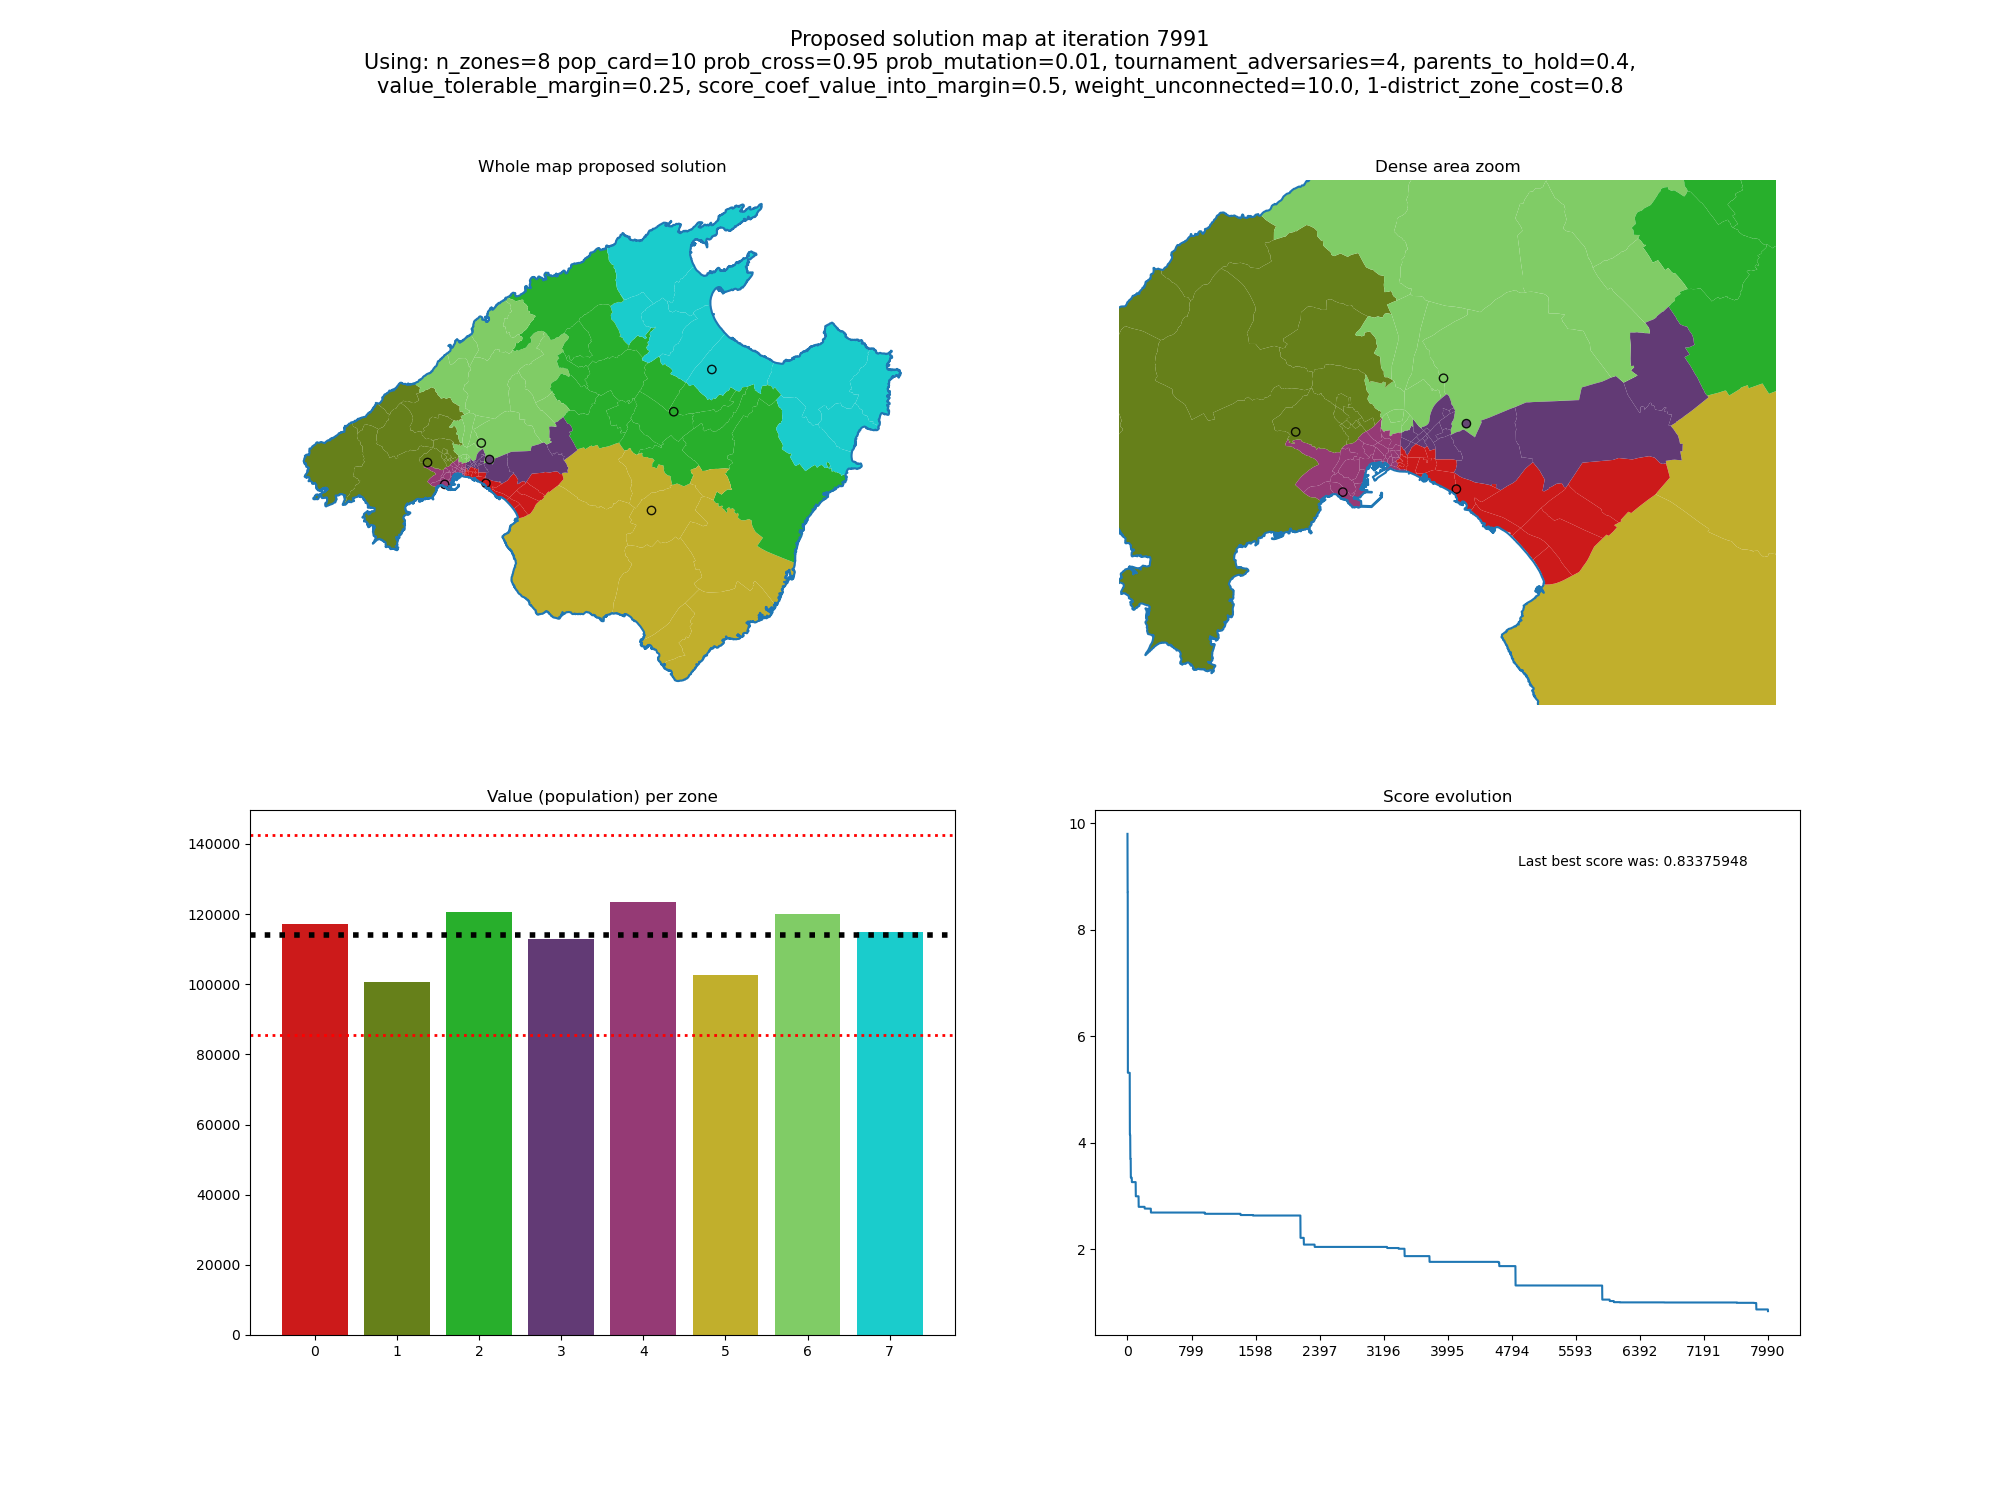 Proposed solution map at iteration 7991
Using: n_zones=8 pop_card=10 prob_cross=0.95 prob_mutation=0.01, tournament_adversaries=4, parents_to_hold=0.4,
value_tolerable_margin=0.25, score_coef_value_into_margin=0.5, weight_unconnected=10.0, 1-district_zone_cost=0.8
Whole map proposed solution
Dense area zoom
Value (population) per zone
140000
120000
100000
80000
60000
40000
20000
0
0 1 2 3 4 5 6 7
Score evolution
Last best score was: 0.83375948
10
8
6
4
2
0 799 1598 2397 3196 3995 4794 5593 6392 7191 7990